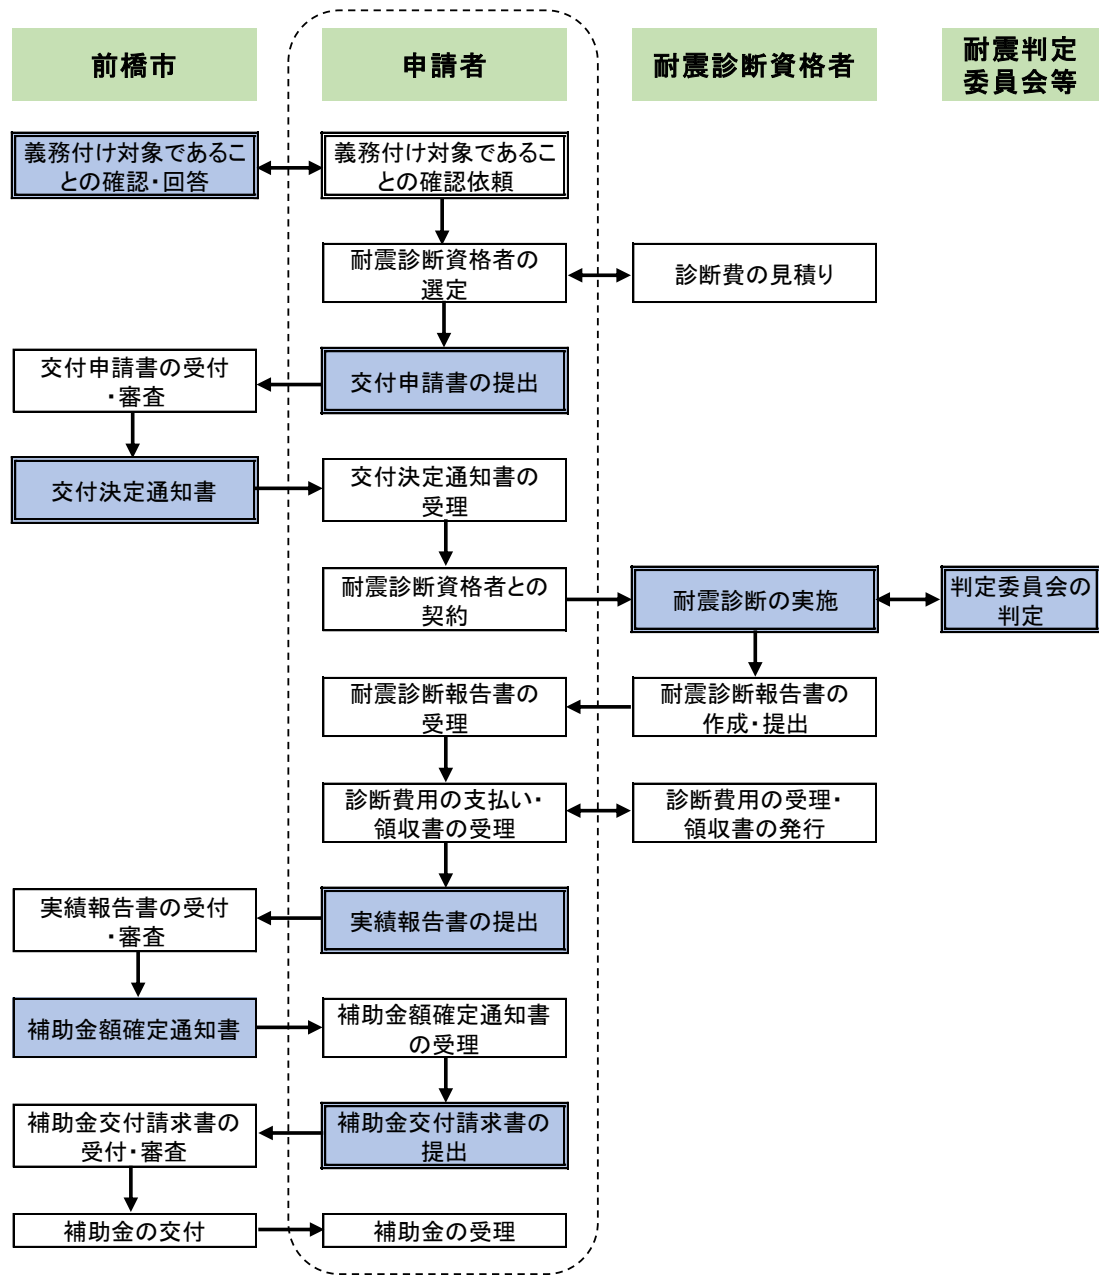 前橋市
申請者
耐震診断資格者
耐震判定
委員会等
義務付け対象であるこ
との確認・回答
義務付け対象であるこ
との確認依頼
耐震診断資格者の
選定
診断費の見積り
交付申請書の受付
・審査
交付申請書の提出
交付決定通知書
交付決定通知書の
受理
耐震診断資格者との
契約
耐震診断の実施
判定委員会の
判定
耐震診断報告書の
受理
耐震診断報告書の
作成・提出
診断費用の支払い・
領収書の受理
診断費用の受理・
領収書の発行
実績報告書の受付
・審査
実績報告書の提出
補助金額確定通知書
補助金額確定通知書
の受理
補助金交付請求書の
受付・審査
補助金交付請求書の
提出
補助金の交付
補助金の受理